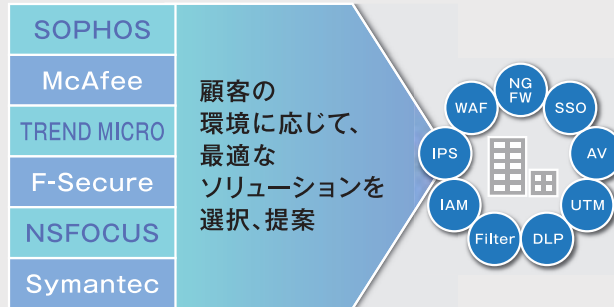 SOPHOS
McAfee
TREND MICRO
F-Secure
NSFOCUS
Symantec
顧客の
環境に応じて、
最適な
ソリューションを
選択、提案
NG
FW
SSO
AV
UTM
DLP
Filter
IAM
IPS
WAF